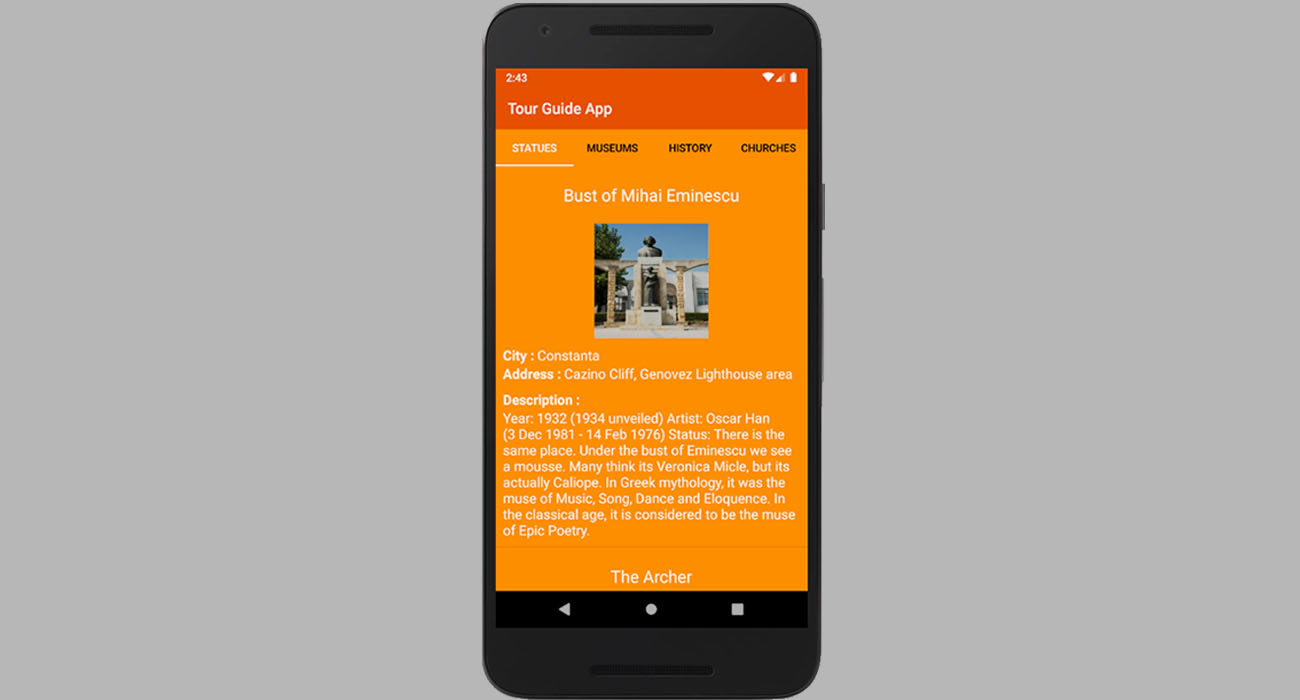 2:43
Tour Guide App
STATUES MUSEUMS HISTORY CHURCHES
Bust of Mihai Eminescu
City : Constanta
Address : Cazino Cliff, Genovez Lighthouse area
Description :
Year: 1932 (1934 unveiled) Artist: Oscar Han
(3 Dec 1981 - 14 Feb 1976) Status: There is the
same place. Under the bust of Eminescu we see
a mousse. Many think its Veronica Micle, but its
actually Caliope. In Greek mythology, it was the
muse of Music, Song, Dance and Eloquence. In
the classical age, it is considered to be the muse
of Epic Poetry.
The Archer